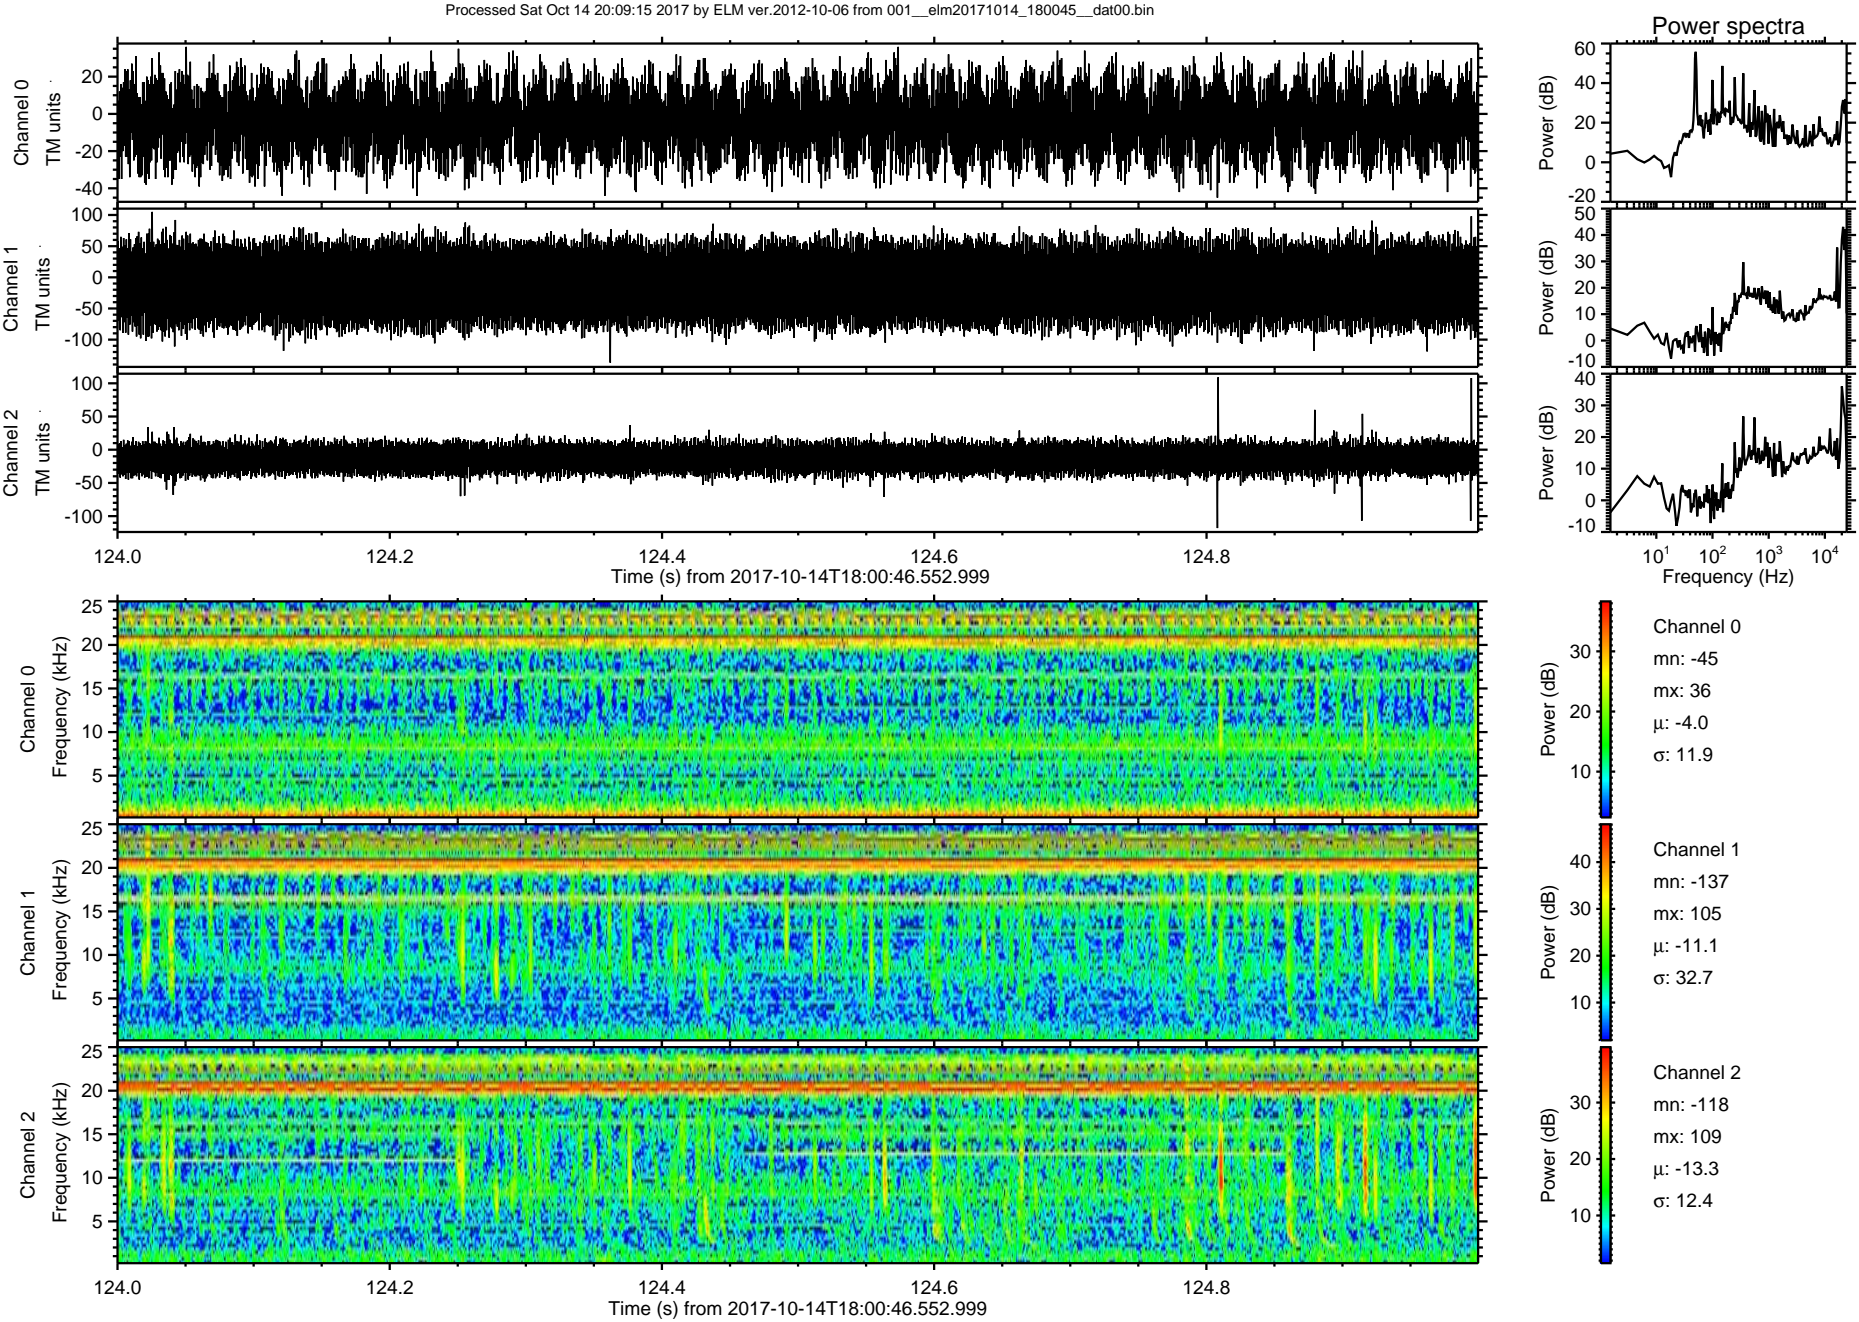 Processed Sat Oct 14 20:09:15 2017 by ELM ver.2012-10-06 from 001__elm20171014_180045__dat00.bin
Power spectra
Channel 0
TM units
20
0
-20
-40
Power (dB)
60
40
20
0
-20
Channel 1
TM units
100
50
0
-50
-100
Power (dB)
50
40
30
20
10
0
-10
Channel 2
TM units
100
50
0
-50
-100
Power (dB)
40
30
20
10
0
-10
124.0 124.2 124.4 124.6 124.8
Time (s) from 2017-10-14T18:00:46.552.999
10^1 10^2 10^3 10^4
Frequency (Hz)
Channel 0
Frequency (kHz)
25
20
15
10
5
Power (dB)
30
20
10
Channel 0
mn: -45
mx: 36
μ: -4.0
σ: 11.9
Channel 1
Frequency (kHz)
25
20
15
10
5
Power (dB)
40
30
20
10
Channel 1
mn: -137
mx: 105
μ: -11.1
σ: 32.7
Channel 2
Frequency (kHz)
25
20
15
10
5
Power (dB)
30
20
10
Channel 2
mn: -118
mx: 109
μ: -13.3
σ: 12.4
124.0 124.2 124.4 124.6 124.8
Time (s) from 2017-10-14T18:00:46.552.999